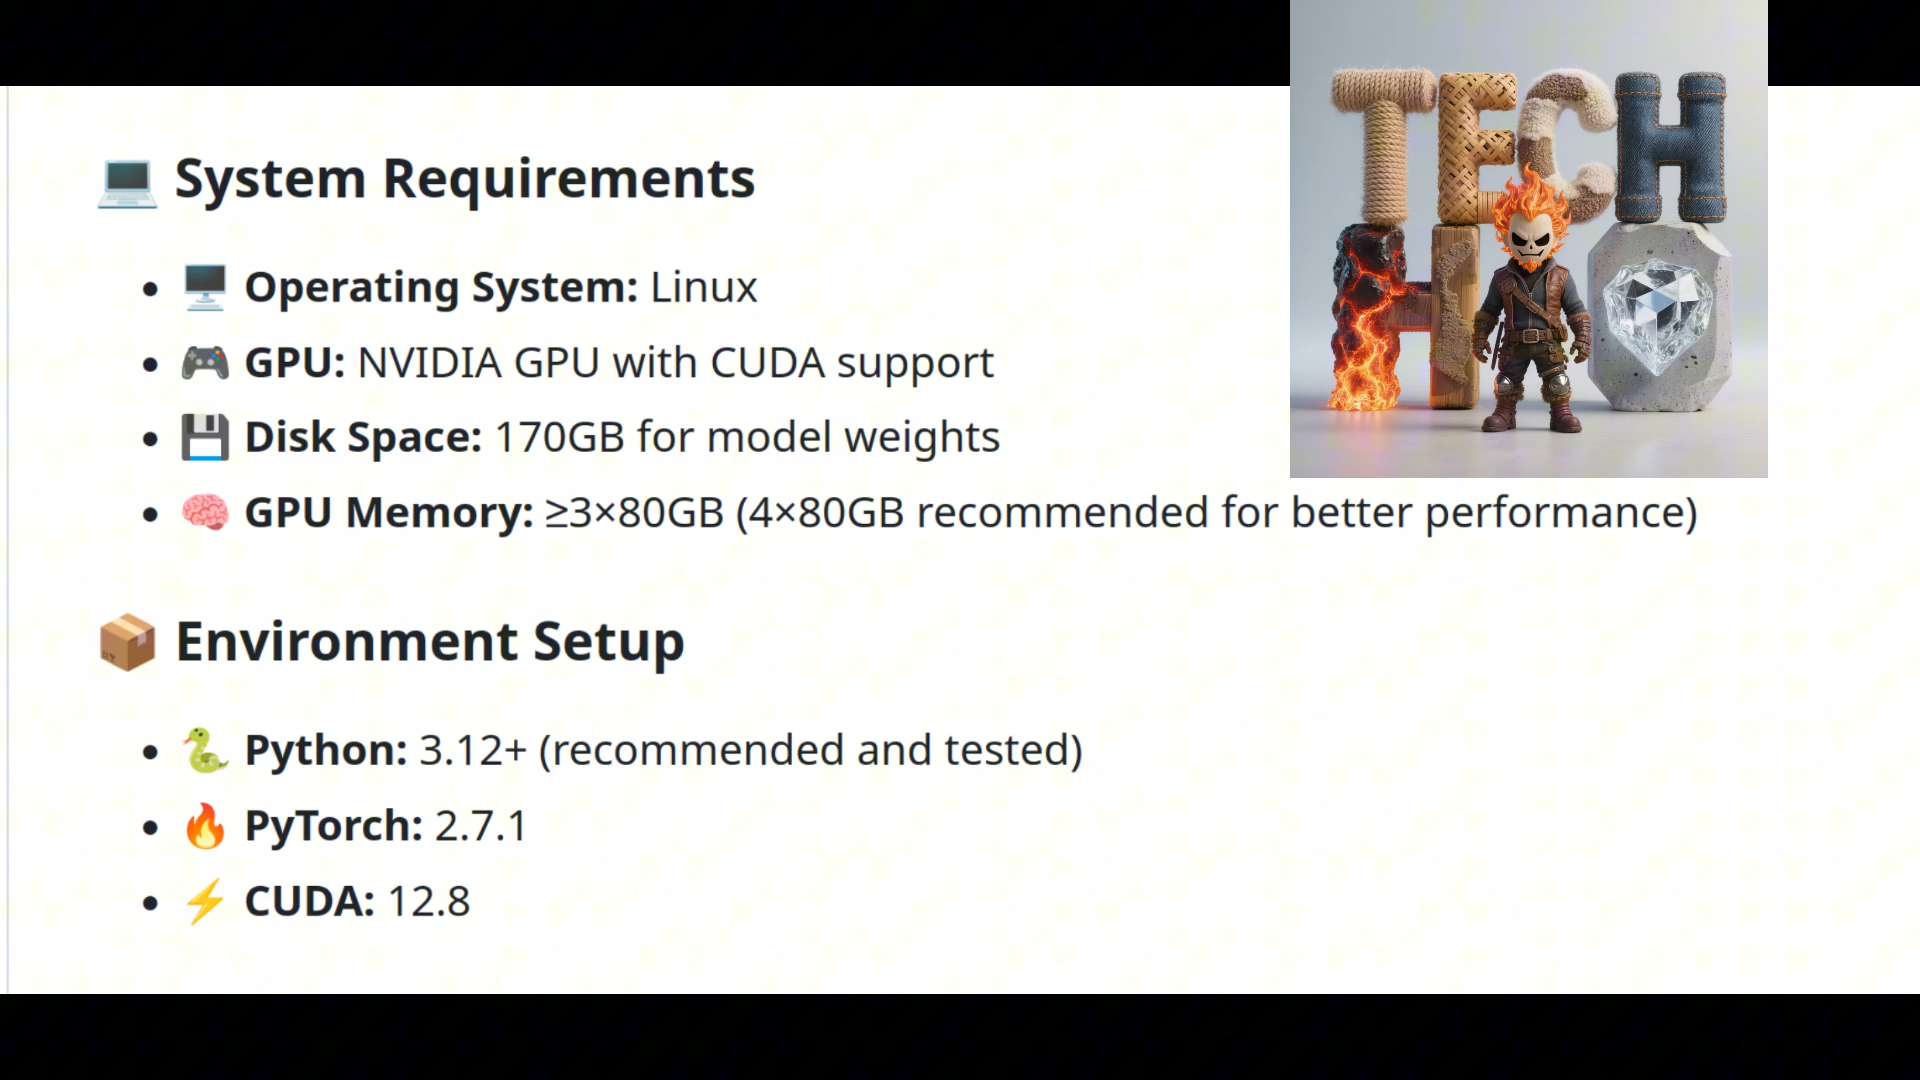 TECH
HO
💻 System Requirements
• 🖥️ Operating System: Linux
• 🎮 GPU: NVIDIA GPU with CUDA support
• 💾 Disk Space: 170GB for model weights
• 🧠 GPU Memory: ≥3×80GB (4×80GB recommended for better performance)
📦 Environment Setup
• 🐍 Python: 3.12+ (recommended and tested)
• 🔥 PyTorch: 2.7.1
• ⚡ CUDA: 12.8